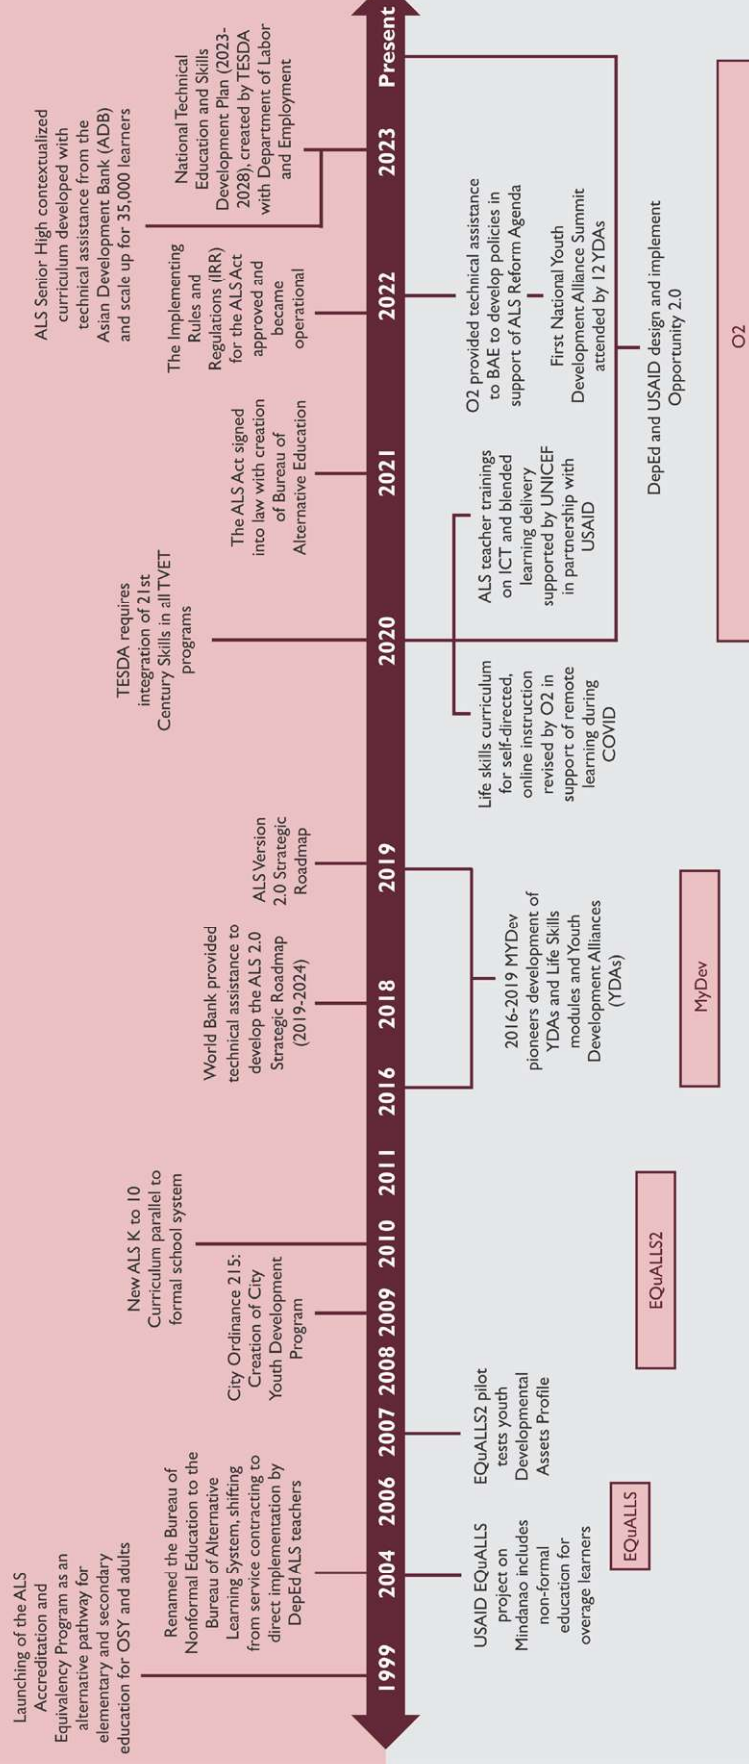 Launching of the ALS
Accreditation and
Equivalency Program as an
alternative pathway for
elementary and secondary
education for OSY and adults
Renamed the Bureau of
Nonformal Education to the
Bureau of Alternative
Learning System, shifting
from service contracting to
direct implementation by
DepEd ALS teachers
City Ordinance 215:
Creation of City
Youth Development
Program
New ALS K to 10
Curriculum parallel to
formal school system
World Bank provided
technical assistance to
develop the ALS 2.0
Strategic Roadmap
(2019-2024)
ALS Version
2.0 Strategic
Roadmap
TESDA requires
integration of 21st
Century Skills in all TVET
programs
The ALS Act signed
into law with creation
of Bureau of
Alternative Education
The Implementing
Rules and
Regulations (IRR)
for the ALS Act
approved and
became
operational
ALS Senior High contextualized
curriculum developed with
technical assistance from the
Asian Development Bank (ADB)
and scale up for 35,000 learners
National Technical
Education and Skills
Development Plan (2023-
2028), created by TESDA
with Department of Labor
and Employment
1999 2004 2006 2007 2008 2009 2010 2011 2016 2018 2019 2020 2021 2022 2023 Present
USAID EQuALLS
project on
Mindanao includes
non-formal
education for
overage learners
EQuALLS2 pilot
tests youth
Developmental
Assets Profile
2016-2019 MYDev
pioneers development of
YDAs and Life Skills
modules and Youth
Development Alliances
(YDAs)
Life skills curriculum
for self-directed,
online instruction
revised by O2 in
support of remote
learning during
COVID
ALS teacher trainings
on ICT and blended
learning delivery
supported by UNICEF
in partnership with
USAID
O2 provided technical assistance
to BAE to develop policies in
support of ALS Reform Agenda
First National Youth
Development Alliance Summit
attended by 12 YDAs
DepEd and USAID design and implement
Opportunity 2.0
EQuALLS
EQuALLS2
MyDev
O2